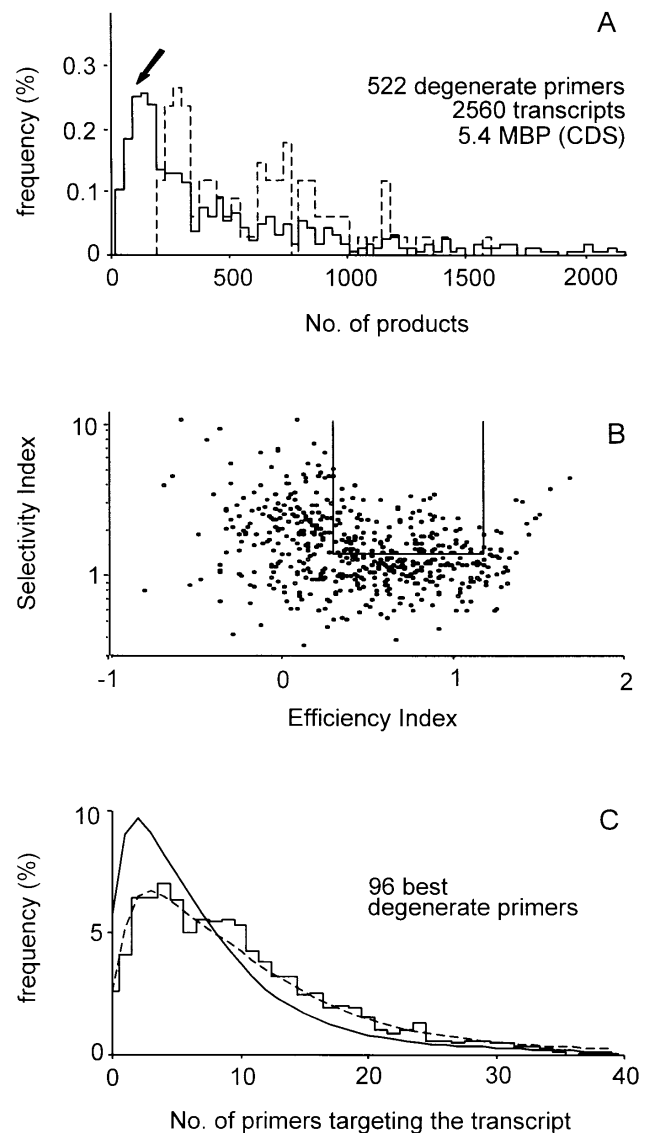 A
frequency (%)
0.3
0.2
0.1
0
522 degenerate primers
2560 transcripts
5.4 MBP (CDS)
0 500 1000 1500 2000
No. of products
B
Selectivity Index
10
1
-1 0 1 2
Efficiency Index
C
frequency (%)
10
5
0
96 best
degenerate primers
0 10 20 30 40
No. of primers targeting the transcript